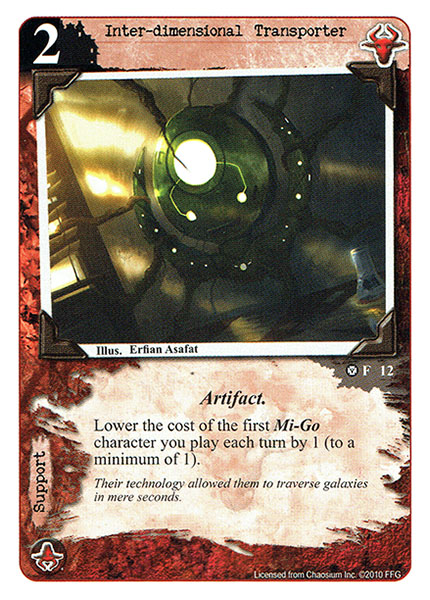 2
Inter-dimensional Transporter
Illus. Erfian Asafat
F 12
Artifact.
Lower the cost of the first Mi-Go
character you play each turn by 1 (to a
minimum of 1).
Their technology allowed them to traverse galaxies
in mere seconds.
Support
Licensed from Chaosium Inc. ©2010 FFG